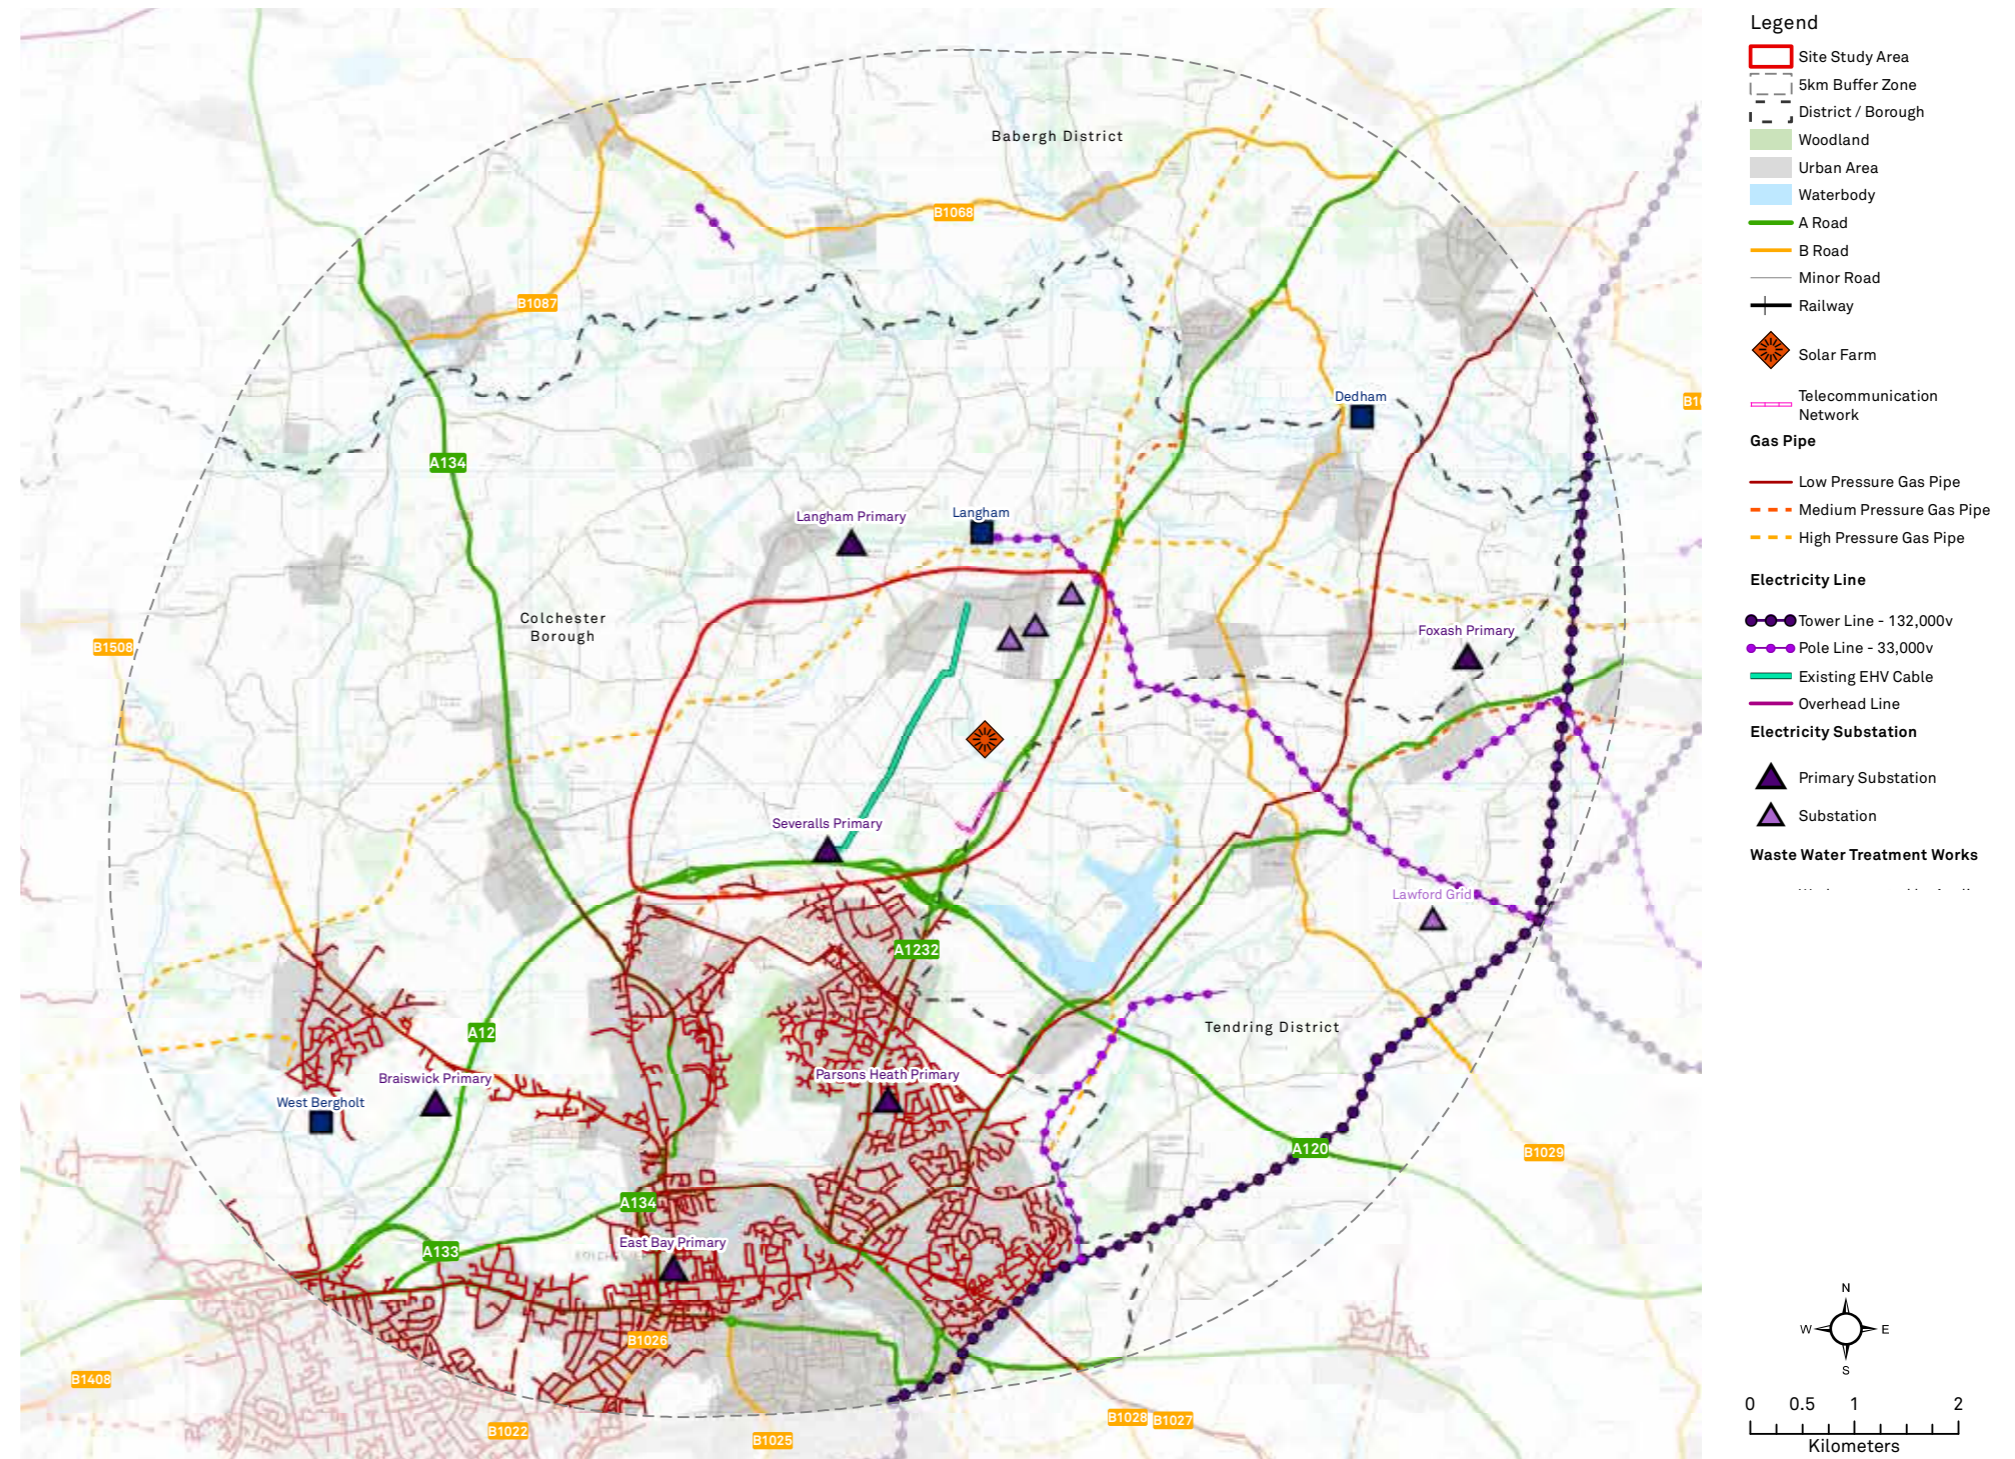 Babergh District
B1068
B1087
Dedham
B10
A134
Langham Primary
Langham
Colchester
Borough
B1508
Foxash Primary
Severalls Primary
Lawford Grid
A1232
Tendring District
A12
Braiswick Primary
Parsons Heath Primary
West Bergholt
A120
B1029
A134
A133
East Bay Primary
B1026
B1408
B1022
B1025
B1028
B1027
Legend
Site Study Area
5km Buffer Zone
District / Borough
Woodland
Urban Area
Waterbody
A Road
B Road
Minor Road
Railway
Solar Farm
Telecommunication
Network
Gas Pipe
Low Pressure Gas Pipe
Medium Pressure Gas Pipe
High Pressure Gas Pipe
Electricity Line
Tower Line - 132,000v
Pole Line - 33,000v
Existing EHV Cable
Overhead Line
Electricity Substation
Primary Substation
Substation
Waste Water Treatment Works
N
W E
S
0 0.5 1 2
Kilometers